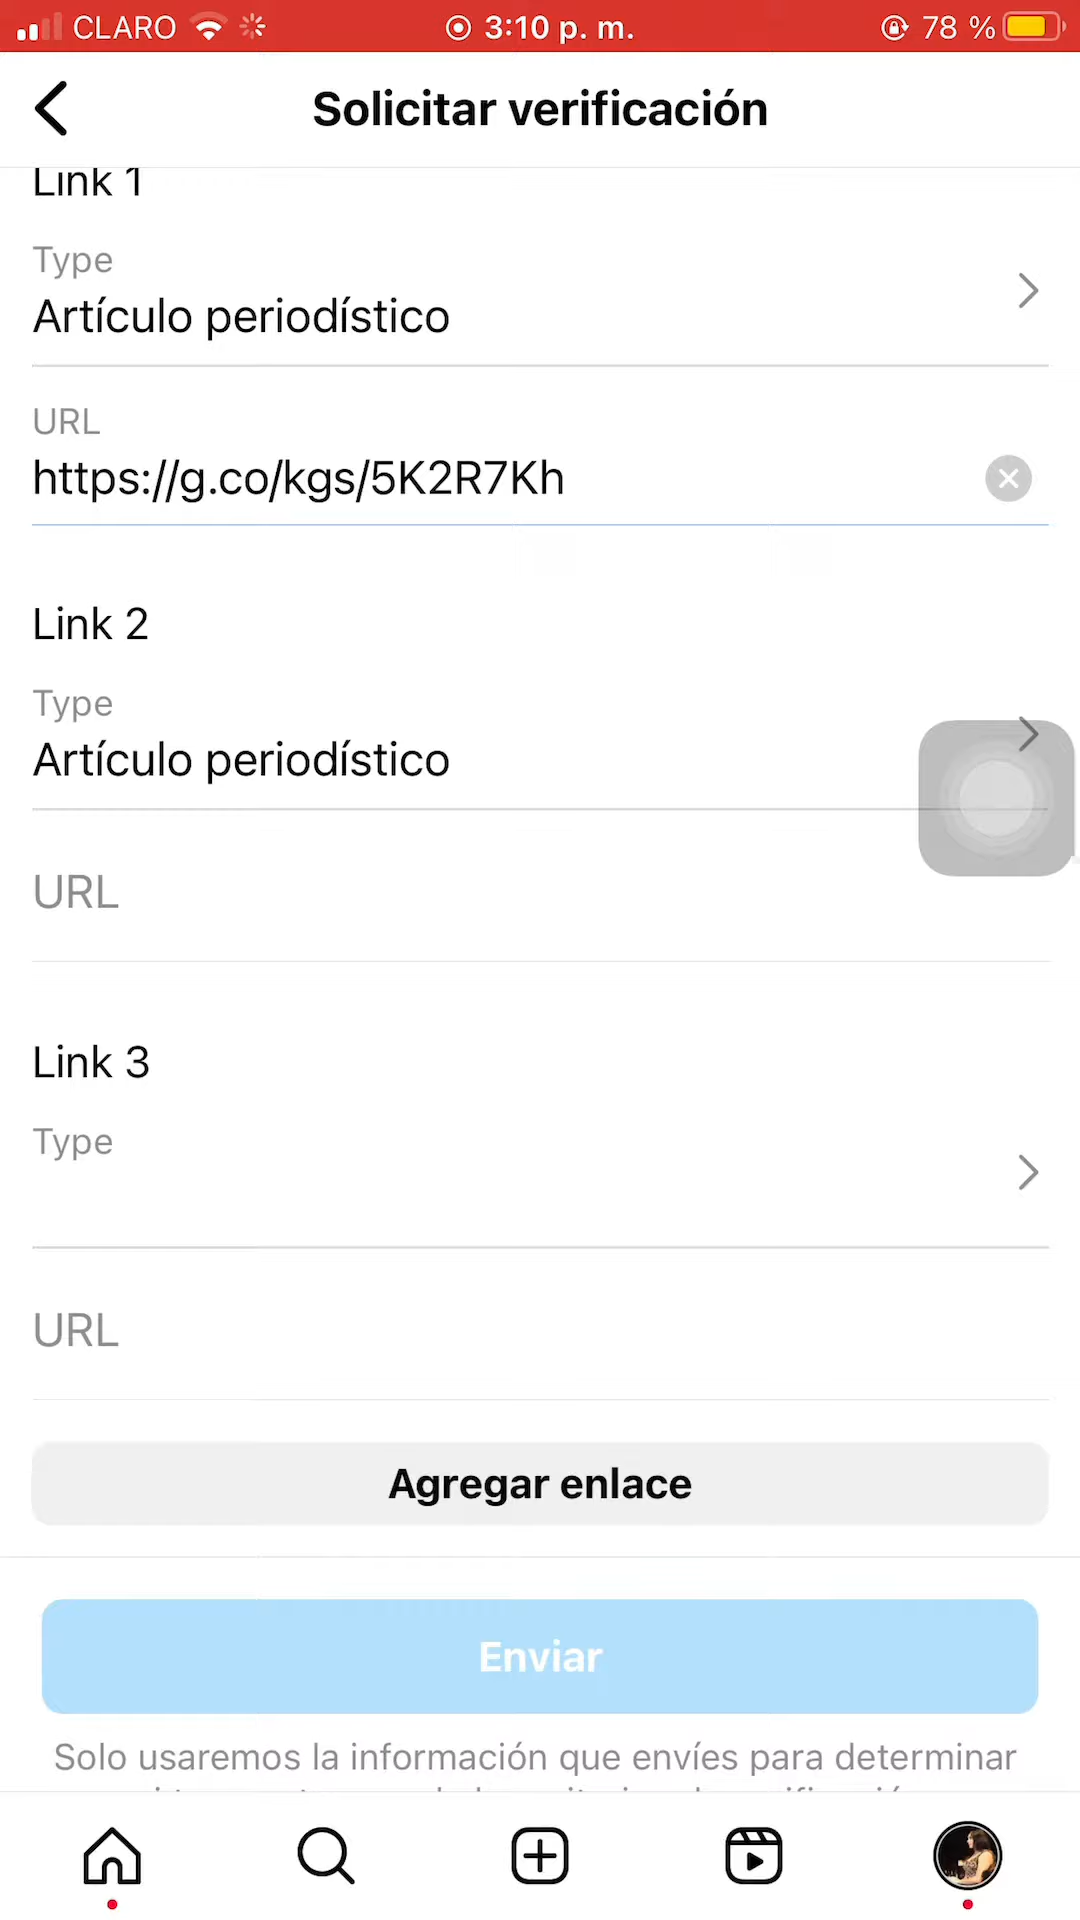 CLARO 3:10 p. m. 78 %
Solicitar verificación
Link 1
Type
Artículo periodístico
URL
https://g.co/kgs/5K2R7Kh
Link 2
Type
Artículo periodístico
URL
Link 3
Type
URL
Agregar enlace
Enviar
Solo usaremos la información que envíes para determinar